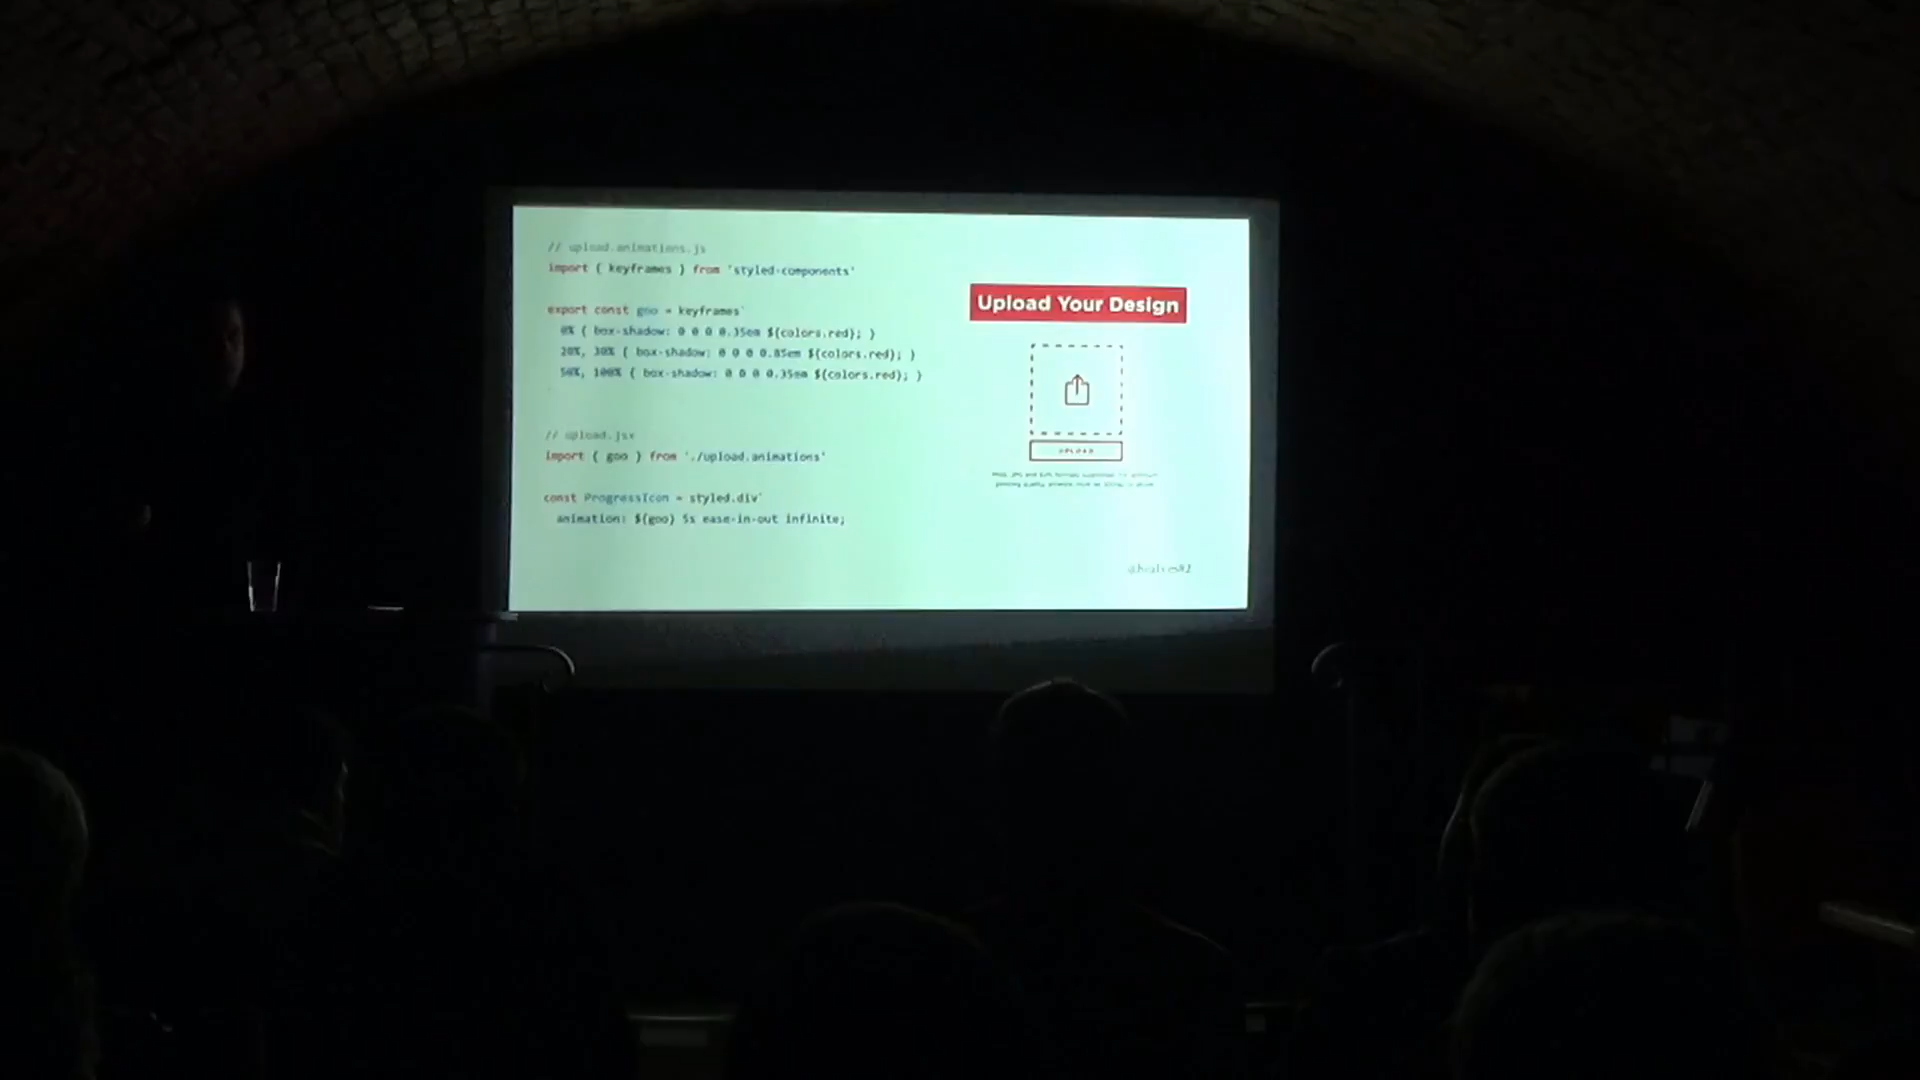 // upload.animations.js
import { keyframes } from 'styled-components'
export const goo = keyframes`
0% { box-shadow: 0 0 0 0.35em ${colors.red}; }
20%, 30% { box-shadow: 0 0 0 0.85em ${colors.red}; }
50%, 100% { box-shadow: 0 0 0 0.35em ${colors.red}; }
// upload.jsx
import { goo } from './upload.animations'
const ProgressIcon = styled.div`
animation: ${goo} 5s ease-in-out infinite;
Upload Your Design
UPLOAD